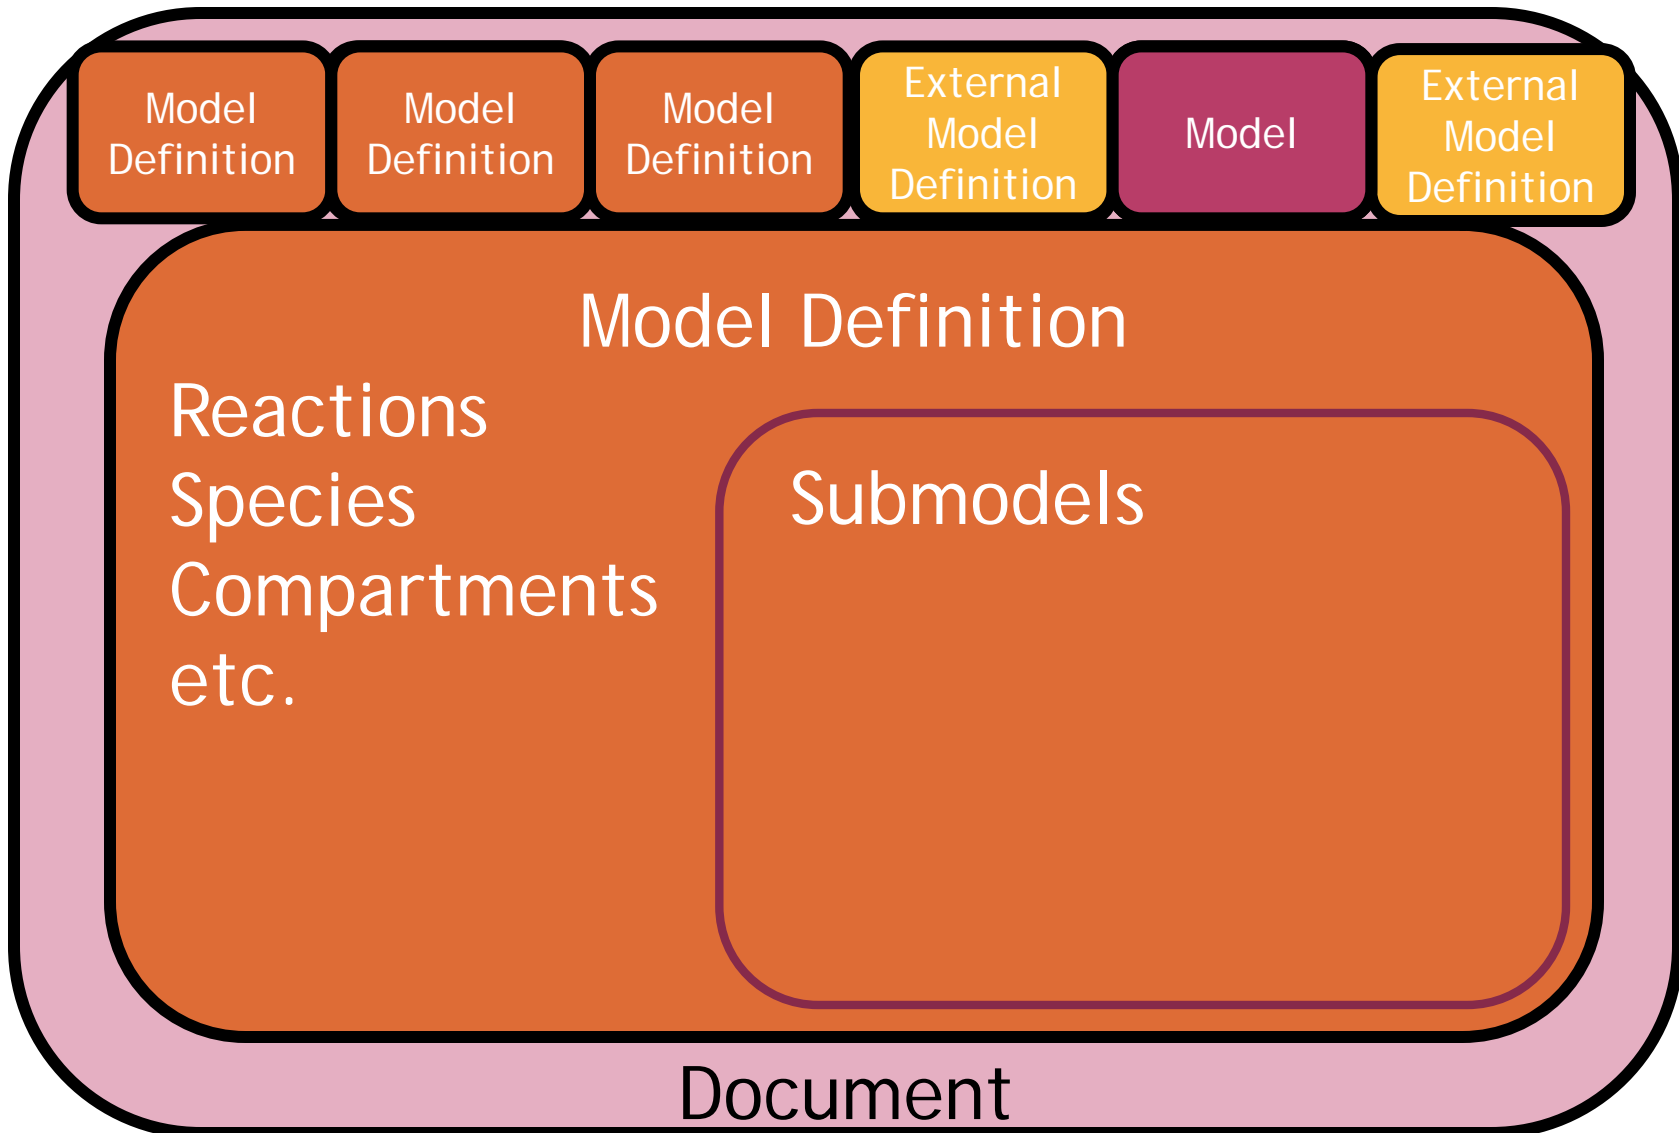 Model
Definition
Model
Definition
Model
Definition
External
Model
Definition
Model
External
Model
Definition
Model Definition
Reactions
Species
Compartments
etc.
Submodels
Document